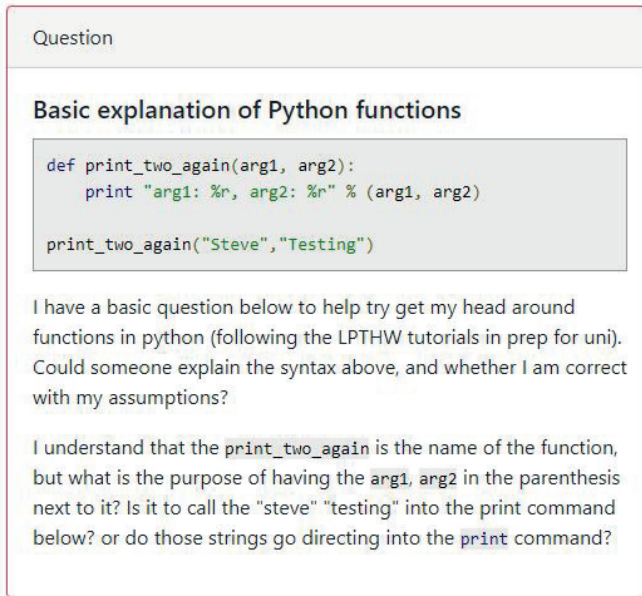 Question
Basic explanation of Python functions
def print_two_again(arg1, arg2):
    print "arg1: %r, arg2: %r" % (arg1, arg2)
print_two_again("Steve","Testing")
I have a basic question below to help try get my head around
functions in python (following the LPTHW tutorials in prep for uni).
Could someone explain the syntax above, and whether I am correct
with my assumptions?
I understand that the print_two_again is the name of the function,
but what is the purpose of having the arg1, arg2 in the parenthesis
next to it? Is it to call the "steve" "testing" into the print command
below? or do those strings go directing into the print command?